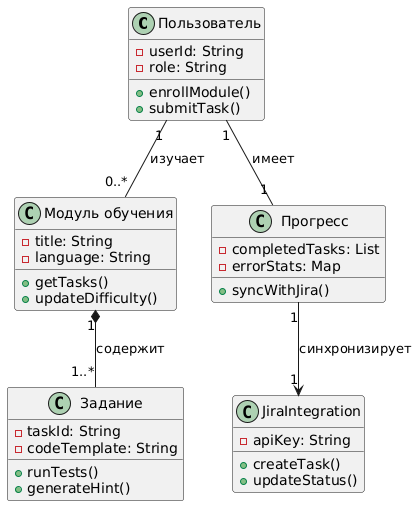 C Пользователь
userId: String
role: String
enrollModule()
submitTask()
1
1
изучает
имеет
0..*
1
C Модуль обучения
title: String
language: String
getTasks()
updateDifficulty()
C Прогресс
completedTasks: List
errorStats: Map
syncWithJira()
1
1
содержит
синхронизирует
1..*
1
C Задание
taskId: String
codeTemplate: String
runTests()
generateHint()
C JiraIntegration
apiKey: String
createTask()
updateStatus()